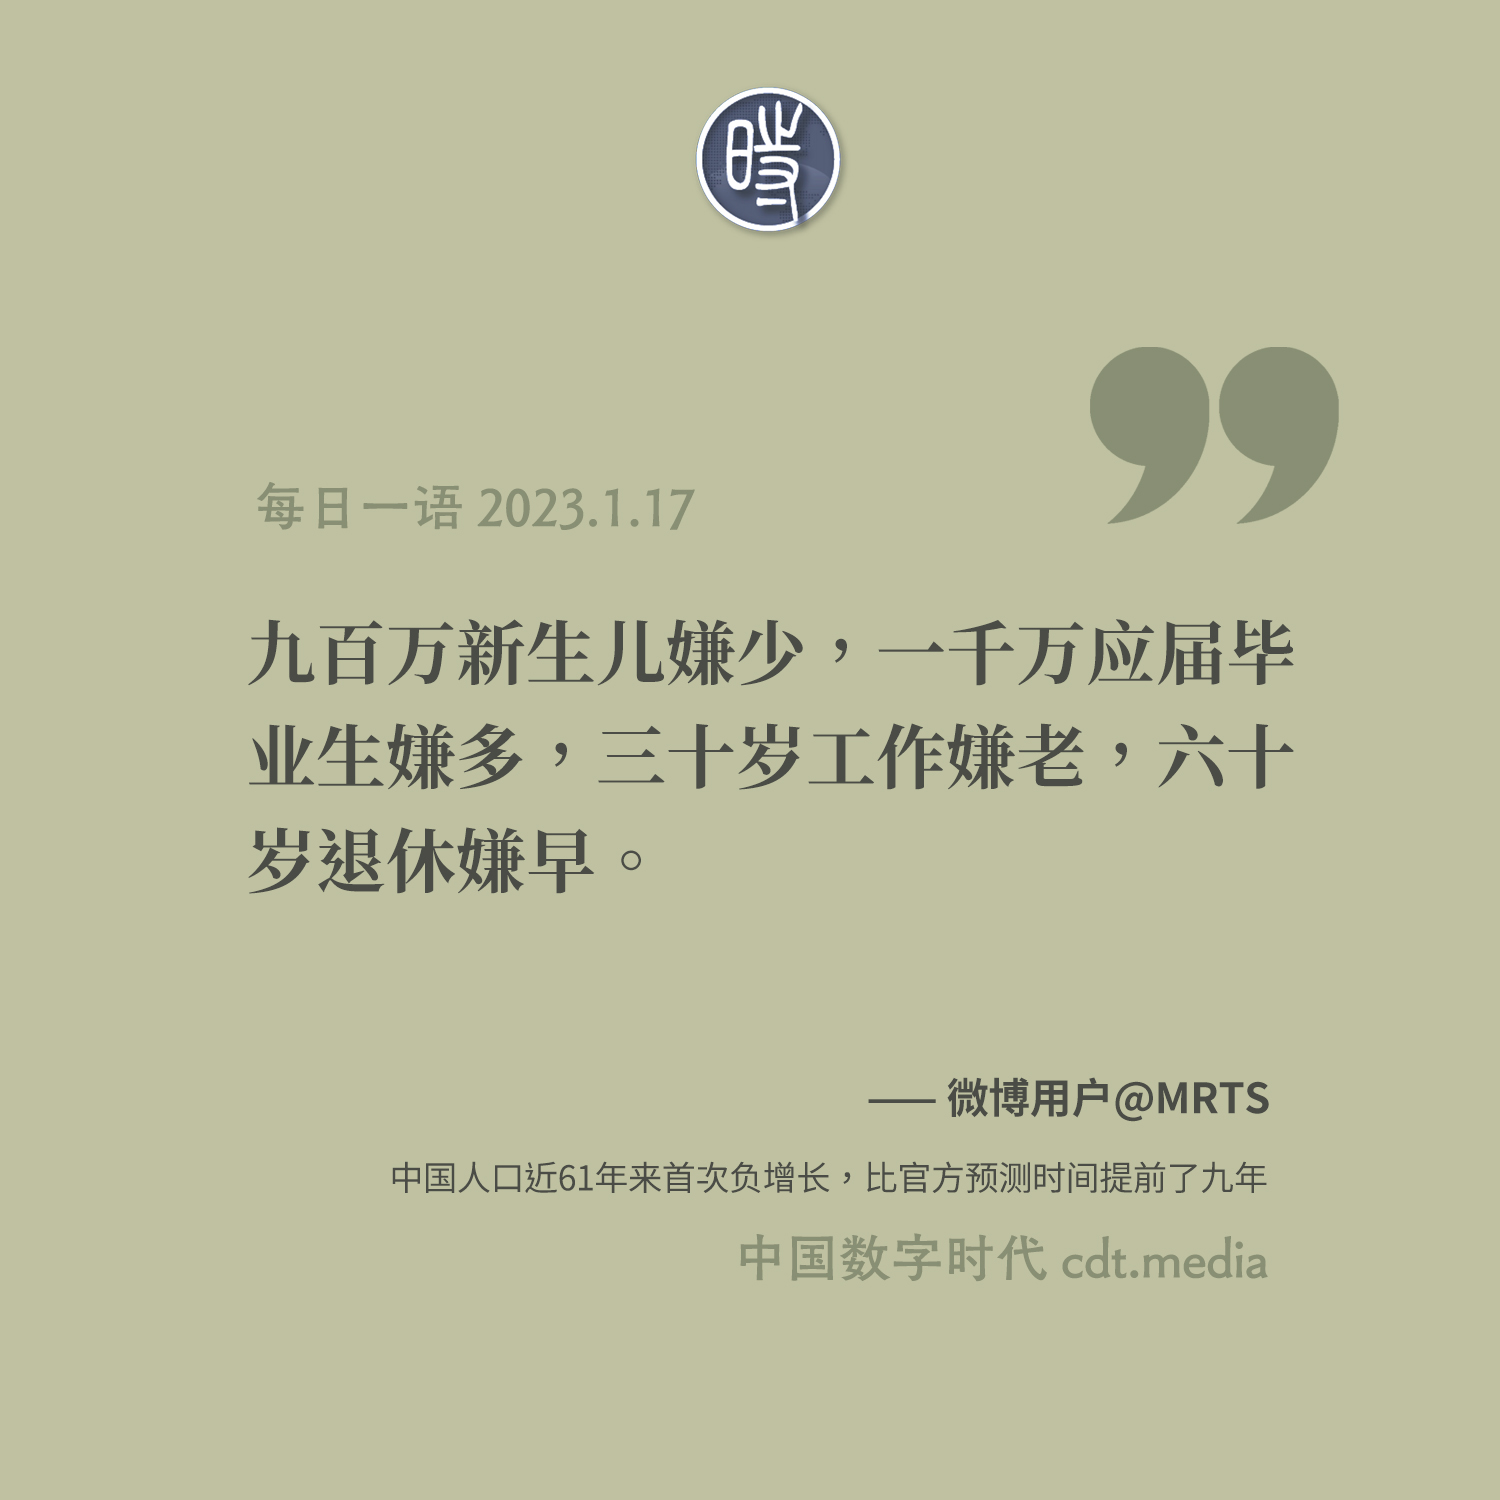 時
每日一语 2023.1.17
九百万新生儿嫌少，一千万应届毕
业生嫌多，三十岁工作嫌老，六十
岁退休嫌早。
—— 微博用户@MRTS
中国人口近61年来首次负增长，比官方预测时间提前了九年
中国数字时代 cdt.media